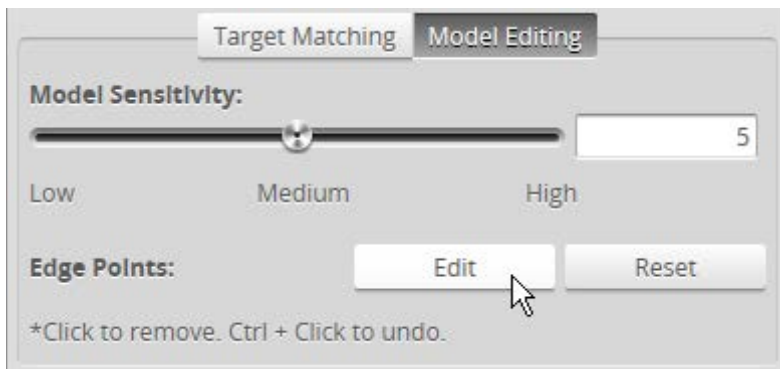 Target Matching Model Editing
Model Sensitivity:
5
Low Medium High
Edge Points: Edit Reset
*Click to remove. Ctrl + Click to undo.